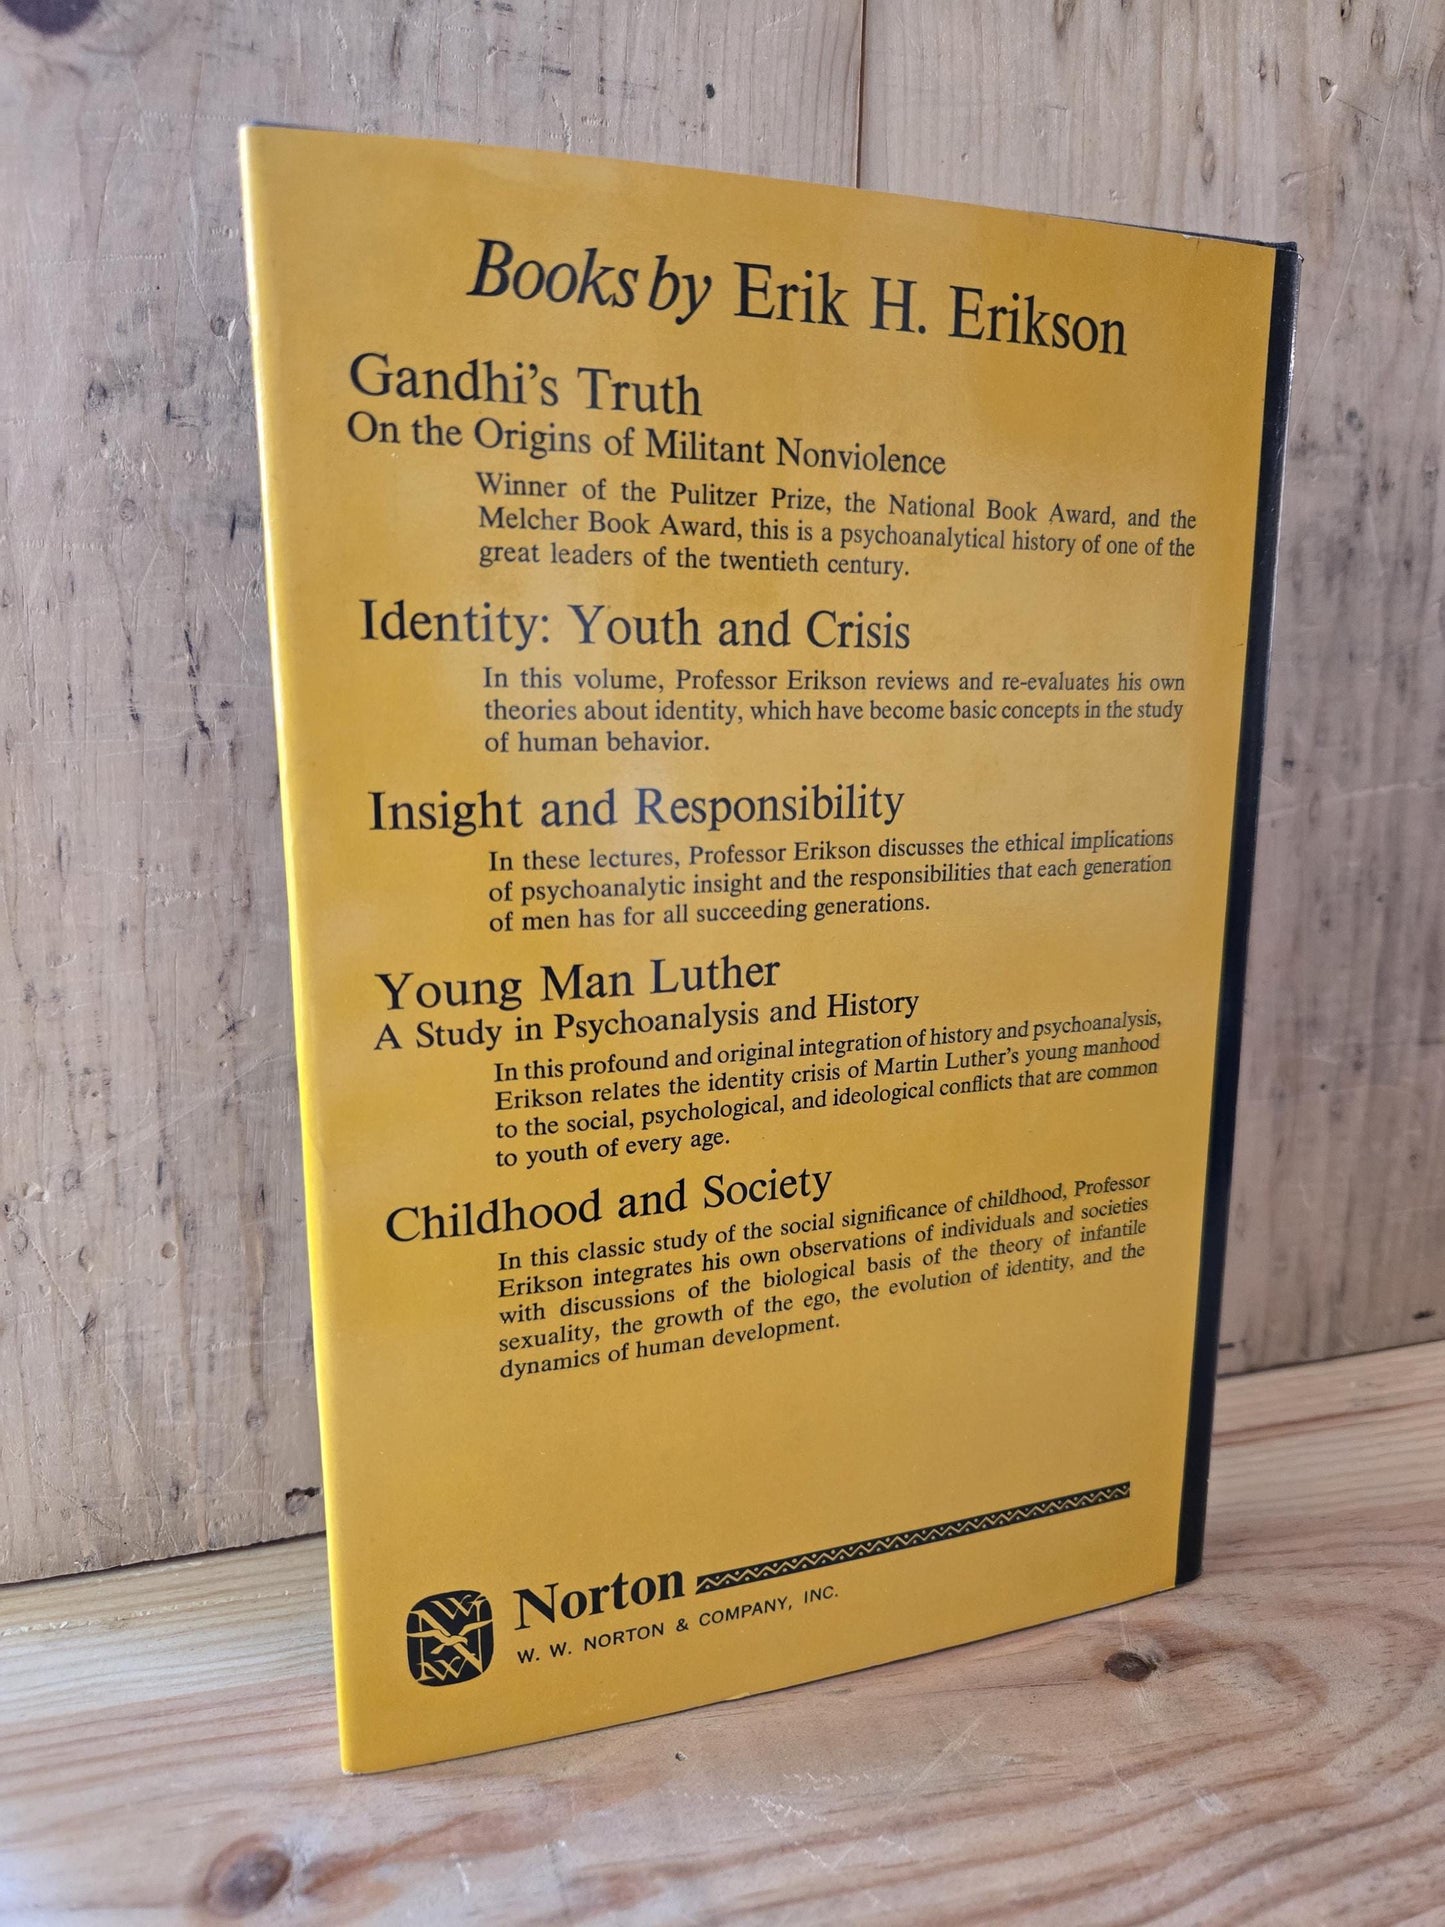 Books by Erik H. Erikson
Gandhi's Truth
On the Origins of Militant Nonviolence
Winner of the Pulitzer Prize, the National Book Award, and the
Melcher Book Award, this is a psychoanalytical history of one of the
great leaders of the twentieth century.
Identity: Youth and Crisis
In this volume, Professor Erikson reviews and re-evaluates his own
theories about identity, which have become basic concepts in the study
of human behavior.
Insight and Responsibility
In these lectures, Professor Erikson discusses the ethical implications
of psychoanalytic insight and the responsibilities that each generation
of men has for all succeeding generations.
Young Man Luther
A Study in Psychoanalysis and History
In this profound and original integration of history and psychoanalysis,
Erikson relates the identity crisis of Martin Luther's young manhood
to the social, psychological, and ideological conflicts that are common
to youth of every age.
Childhood and Society
In this classic study of the social significance of childhood, Professor
Erikson integrates his own observations of individuals and societies
with discussions of the biological basis of the theory of infantile
sexuality, the growth of the ego, the evolution of identity, and the
dynamics of human development.
Norton
W. W. NORTON & COMPANY, INC.